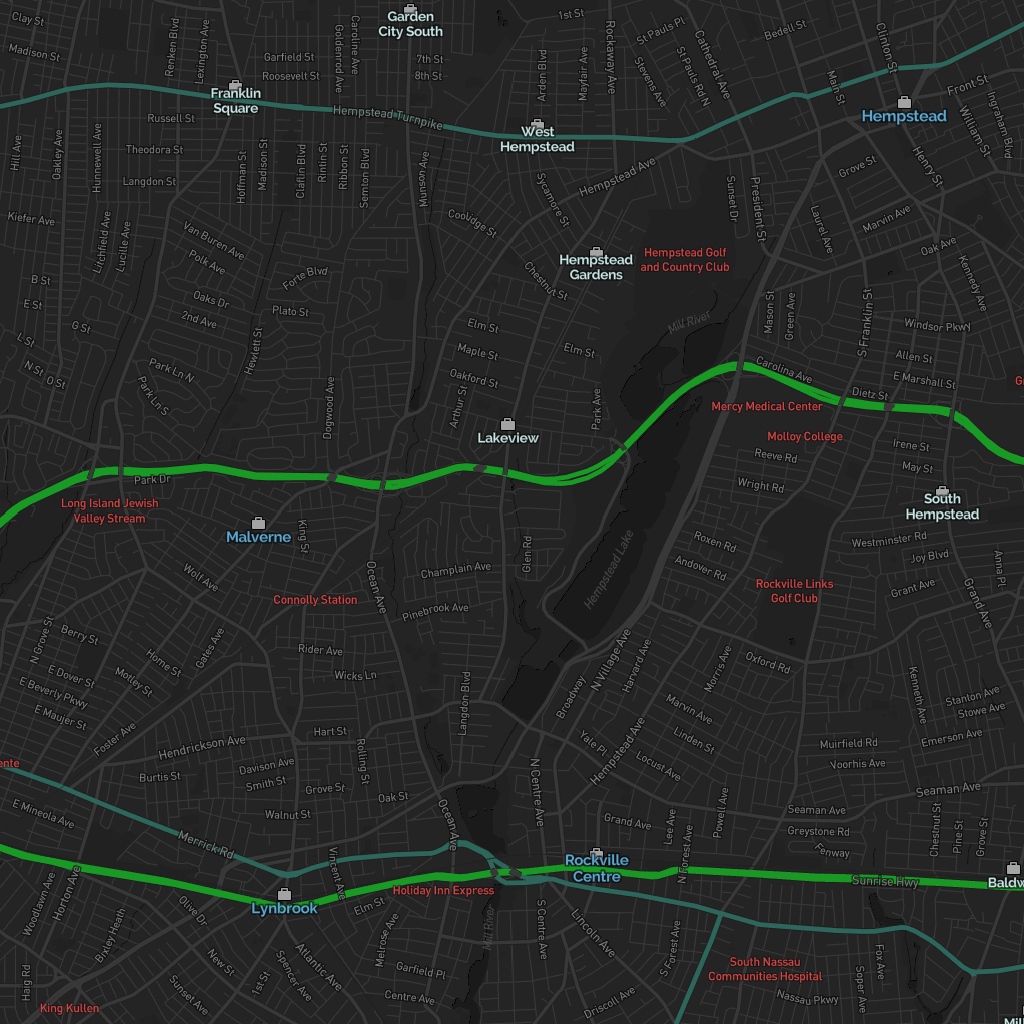 Clay St
Garden
City South
1st St
St Pauls Pl
Bedell St
Madison St
Renken Blvd
Lexington Ave
Garfield St
Goldenrod Ave
Caroline Ave
7th St
8th St
Roosevelt St
Arden Blvd
Mayfair Ave
Rockaway Ave
Stevens Ave
St Pauls Rd N
Cathedral Ave
Clinton St
Main St
Front St
Franklin
Square
Hempstead Turnpike
Hempstead
Ingraham Blvd
Russell St
West
Hempstead
William St
Hill Ave
Oakley Ave
Hunnewell Ave
Theodora St
Hoffman St
Madison St
Claflin Blvd
Rintin St
Ribbon St
Semton Blvd
Munson Ave
Langdon St
Hempstead Ave
Grove St
Henry St
Sycamore St
Sunset Dr
President St
Kiefer Ave
Litchfield Ave
Lucille Ave
Van Buren Ave
Coolidge St
Laurel Ave
Marvin Ave
Polk Ave
Hempstead
Gardens
Hempstead Golf
and Country Club
Oak Ave
Kennedy Ave
B St
Forte Blvd
Chestnut St
E St
Oaks Dr
2nd Ave
Plato St
Mill River
Mason St
Green Ave
S Franklin St
G St
Elm St
Windsor Pkwy
L St
Hewlett St
Maple St
Elm St
Allen St
N St
O St
Park Ln N
Park Ln S
Oakford St
Carolina Ave
E Marshall St
G
Dogwood Ave
Arthur St
Park Ave
Dietz St
Mercy Medical Center
Lakeview
Molloy College
Irene St
Reeve Rd
May St
Park Dr
Wright Rd
Long Island Jewish
Valley Stream
South
Hempstead
Malverne
King St
Glen Rd
Hempstead Lake
Roxen Rd
Westminster Rd
Joy Blvd
Wolf Ave
Champlain Ave
Andover Rd
Anna Pl
Ocean Ave
Connolly Station
Rockville Links
Golf Club
Grant Ave
Grand Ave
Pinebrook Ave
N Grove St
Berry St
Gates Ave
Rider Ave
N Village Ave
Harvard Ave
Home St
Morris Ave
Oxford Rd
E Dover St
Motley St
Wicks Ln
E Beverly Pkwy
Langdon Blvd
Broadway
Kenneth Ave
Stanton Ave
Stowe Ave
E Maujer St
Foster Ave
Marvin Ave
Hart St
Linden St
Hendrickson Ave
Yale Pl
Hempstead Ave
Muirfield Rd
Emerson Ave
ente
Davison Ave
Rolling St
Locust Ave
Voorhis Ave
Burtis St
Smith St
Grove St
N Centre Ave
Seaman Ave
Oak St
E Mineola Ave
Walnut St
Ocean Ave
Grand Ave
Lee Ave
Powell Ave
Seaman Ave
Chestnut St
Pine St
Grove St
Greystone Rd
Merrick Rd
Fenway
Vincent Ave
Rockville
Centre
N Forest Ave
Sunrise Hwy
Baldw
Woodlawn Ave
Horton Ave
Holiday Inn Express
Lynbrook
Elm St
Olive Dr
Bixley Heath
Melrose Ave
Mill River
S Centre Ave
Lincoln Ave
S Forest Ave
Haig Rd
New St
1st St
Spencer Ave
Atlantic Ave
Garfield Pl
South Nassau
Communities Hospital
Soper Ave
Fox Ave
Sunset Ave
King Kullen
Centre Ave
Driscoll Ave
Nassau Pkwy
Mil